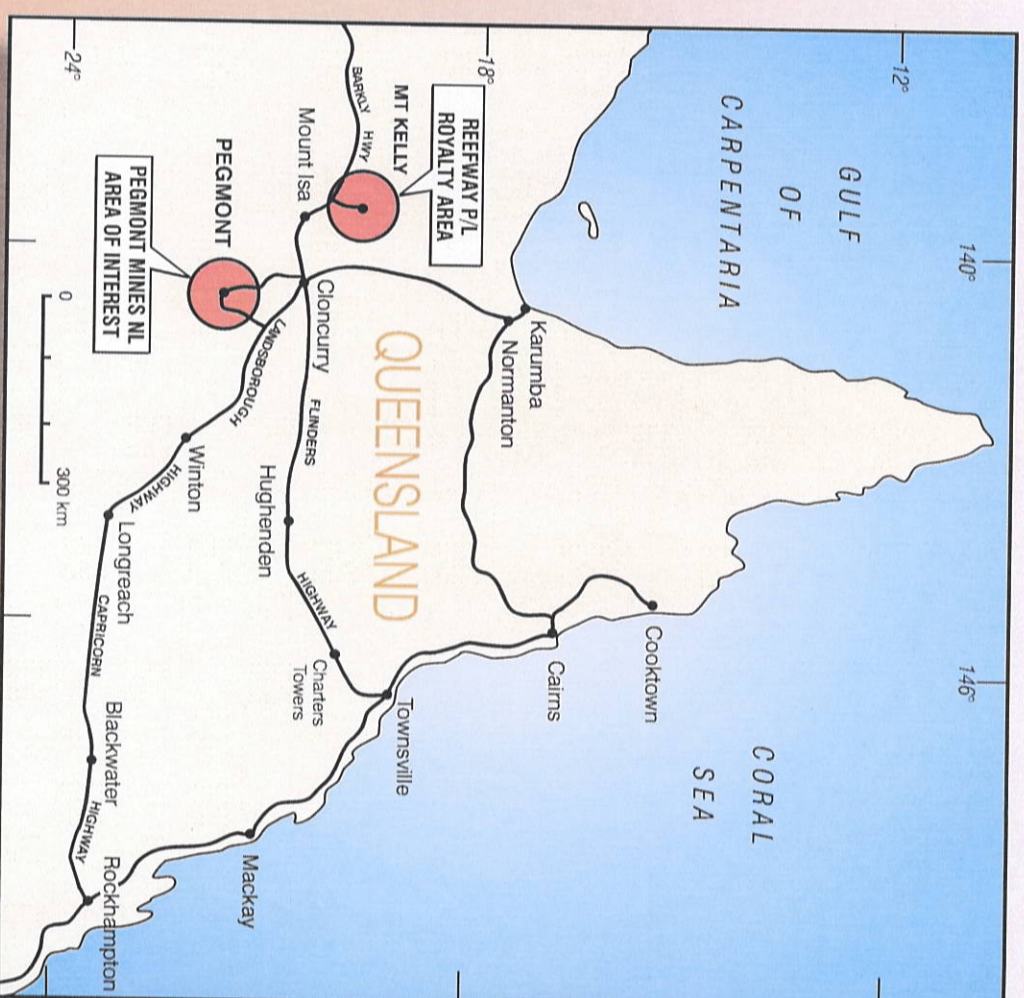 140°
146°
12°
18°
24°
GULF
OF
CARPENTARIA
CORAL
SEA
Cooktown
Cairns
Karumba
Normanton
REEFWAY P/L
ROYALTY AREA
MT KELLY
BARKLY HWY
Mount Isa
Cloncurry
QUEENSLAND
Townsville
Charters
Towers
FLINDERS
HIGHWAY
Hughenden
PEGMONT
PEGMONT MINES NL
AREA OF INTEREST
LANDSBOROUGH
HIGHWAY
Winton
Longreach
Mackay
CAPRICORN
HIGHWAY
Blackwater
Rockhampton
0
300 km